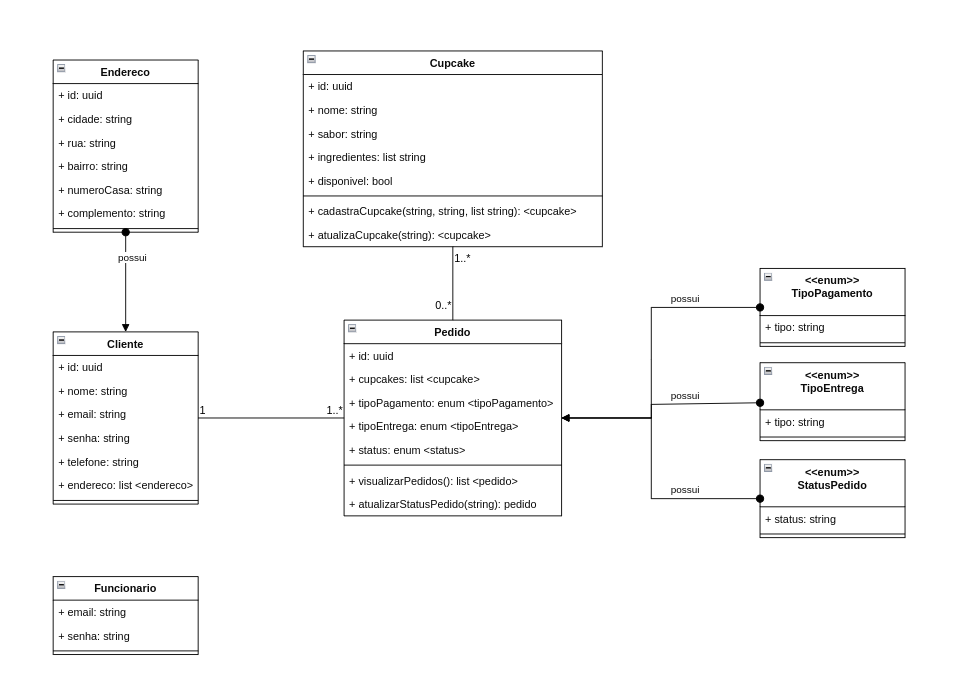 Endereco
+ id: uuid
+ cidade: string
+ rua: string
+ bairro: string
+ numeroCasa: string
+ complemento: string
possui
Cliente
+ id: uuid
+ nome: string
+ email: string
+ senha: string
+ telefone: string
+ endereco: list <endereco>
1
1..*
Funcionario
+ email: string
+ senha: string
Cupcake
+ id: uuid
+ nome: string
+ sabor: string
+ ingredientes: list string
+ disponivel: bool
+ cadastraCupcake(string, string, list string): <cupcake>
+ atualizaCupcake(string): <cupcake>
1..*
0..*
Pedido
+ id: uuid
+ cupcakes: list <cupcake>
+ tipoPagamento: enum <tipoPagamento>
+ tipoEntrega: enum <tipoEntrega>
+ status: enum <status>
+ visualizarPedidos(): list <pedido>
+ atualizarStatusPedido(string): pedido
possui
possui
possui
<<enum>>
TipoPagamento
+ tipo: string
<<enum>>
TipoEntrega
+ tipo: string
<<enum>>
StatusPedido
+ status: string